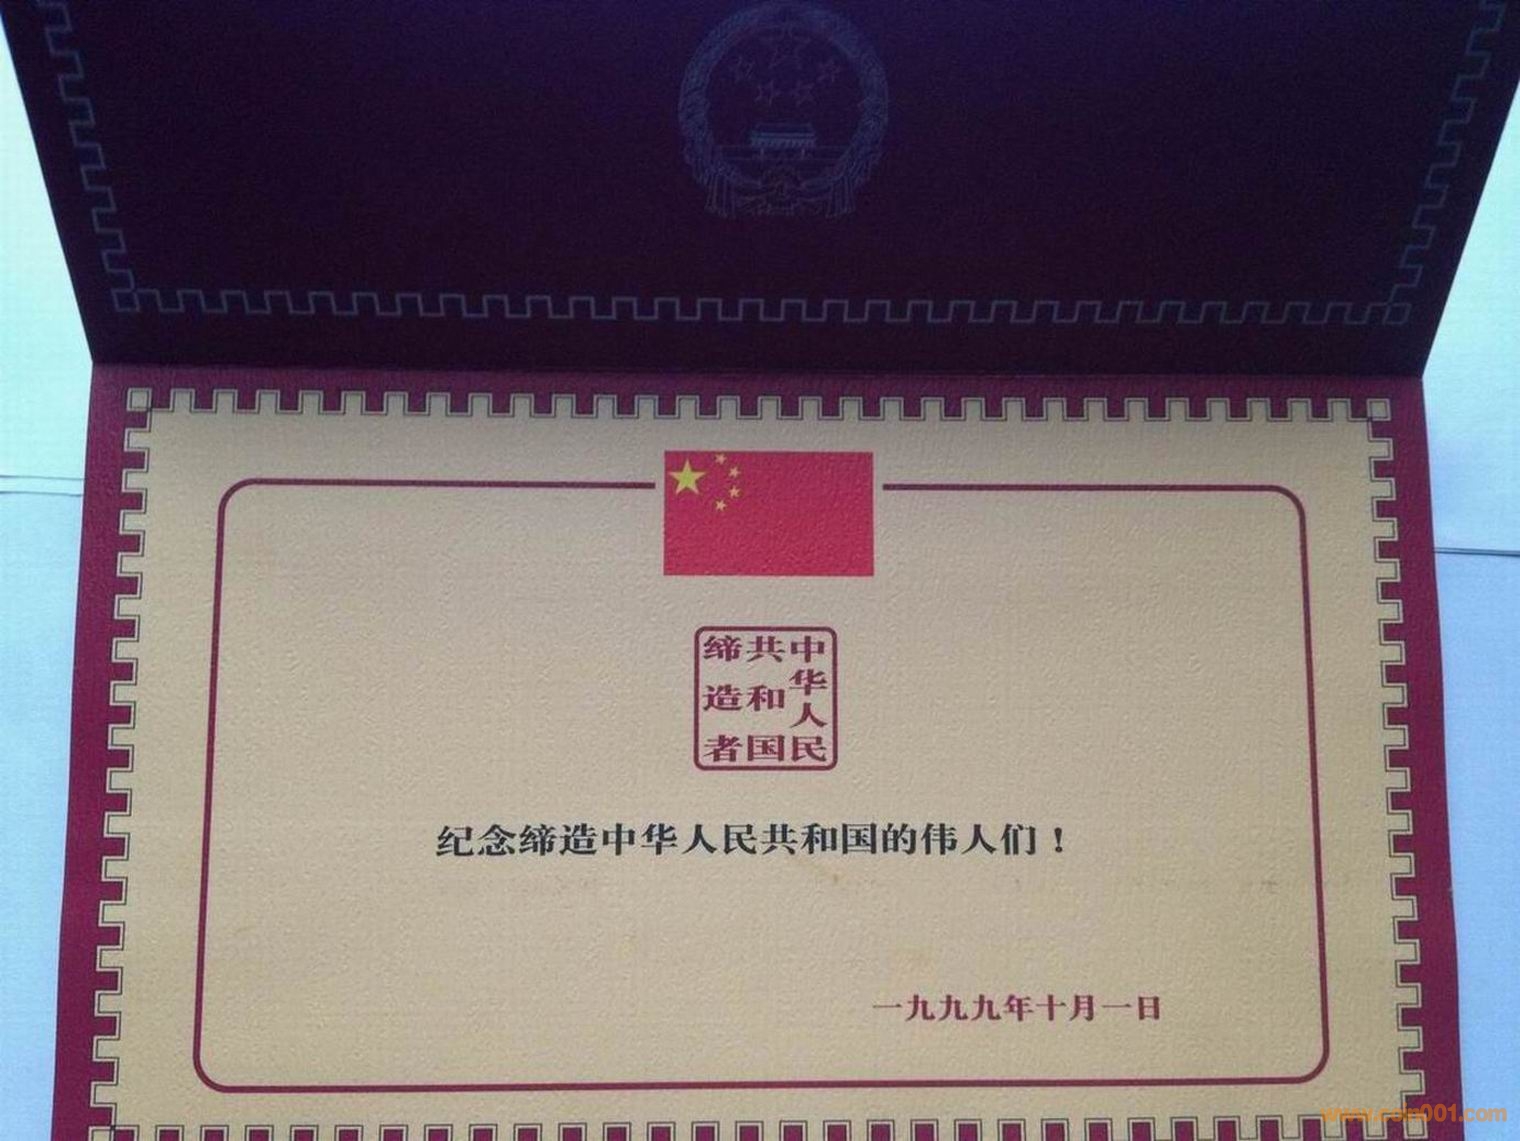 中华人民
共和国
缔造者
纪念缔造中华人民共和国的伟人们！
一九九九年十月一日